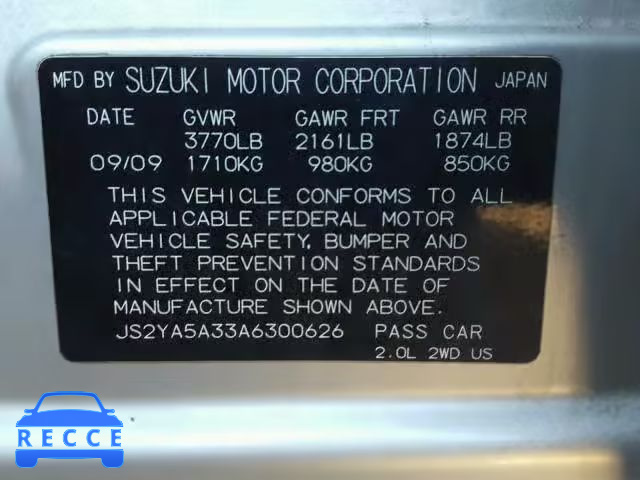 MFD BY SUZUKI MOTOR CORPORATION JAPAN
DATE GVWR GAWR FRT GAWR RR
3770LB 2161LB 1874LB
09/09 1710KG 980KG 850KG
THIS VEHICLE CONFORMS TO ALL
APPLICABLE FEDERAL MOTOR
VEHICLE SAFETY, BUMPER AND
THEFT PREVENTION STANDARDS
IN EFFECT ON THE DATE OF
MANUFACTURE SHOWN ABOVE.
JS2YA5A33A6300626 PASS CAR
2.0L 2WD US
RECCE